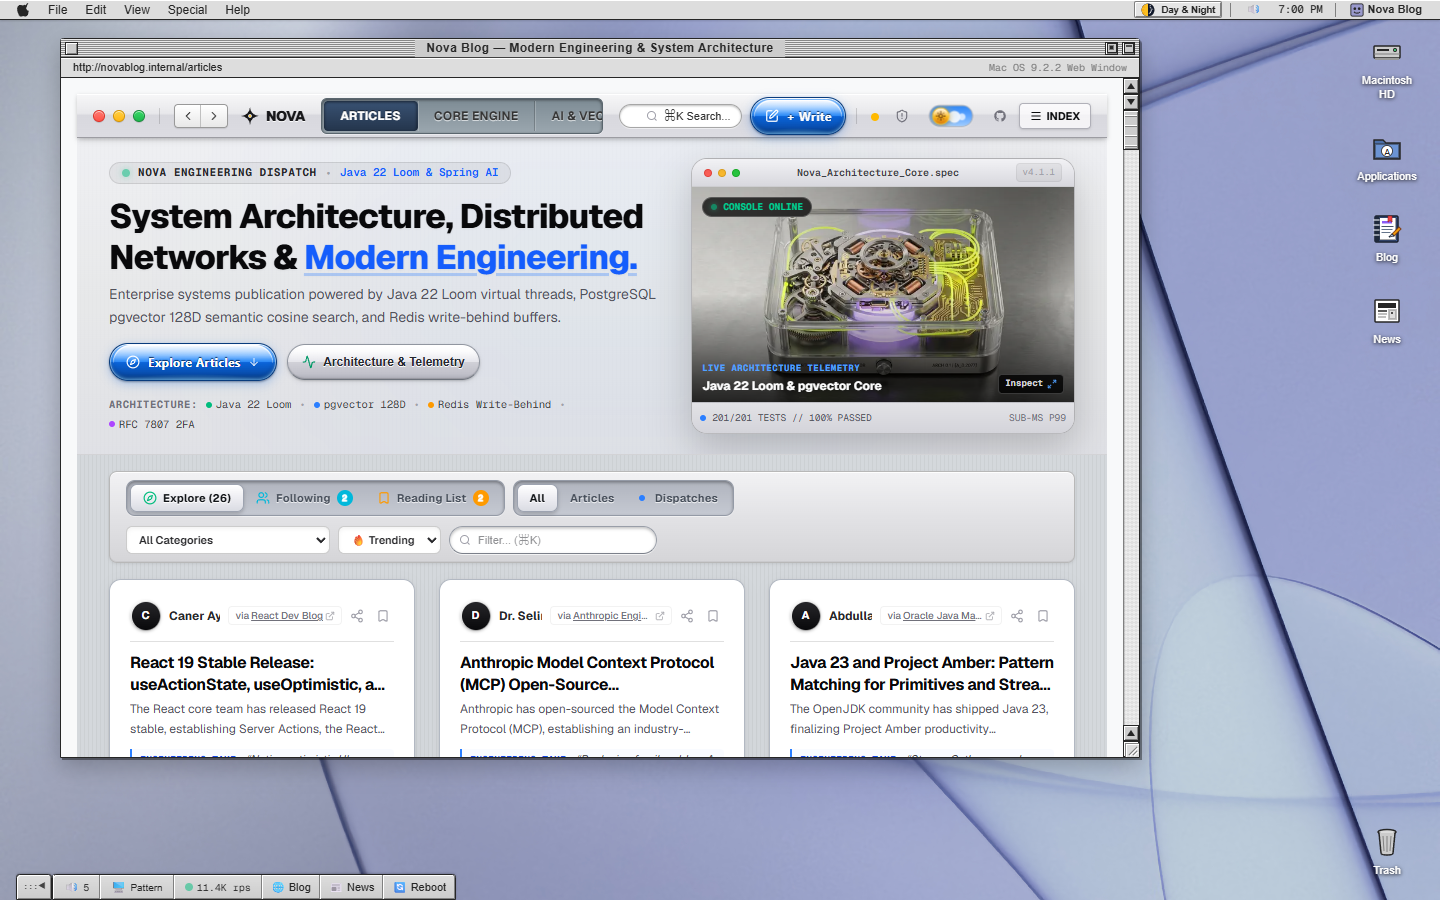 File Edit View Special Help
Day & Night
7:00 PM
Nova Blog
Nova Blog — Modern Engineering & System Architecture
http://novablog.internal/articles
Mac OS 9.2.2 Web Window
NOVA
ARTICLES
CORE ENGINE
AI & VEC
⌘K Search...
+ Write
INDEX
NOVA ENGINEERING DISPATCH • Java 22 Loom & Spring AI
System Architecture, Distributed
Networks & Modern Engineering.
Enterprise systems publication powered by Java 22 Loom virtual threads, PostgreSQL
pgvector 128D semantic cosine search, and Redis write-behind buffers.
Explore Articles ↓
Architecture & Telemetry
ARCHITECTURE: Java 22 Loom • pgvector 128D • Redis Write-Behind •
RFC 7807 2FA
Nova_Architecture_Core.spec
v4.1.1
CONSOLE ONLINE
LIVE ARCHITECTURE TELEMETRY
Java 22 Loom & pgvector Core
Inspect
201/201 TESTS // 100% PASSED
SUB-MS P99
Explore (26)
Following 2
Reading List 2
All
Articles
Dispatches
All Categories
Trending
Filter... (⌘K)
C
Caner Ay
via React Dev Blog
React 19 Stable Release:
useActionState, useOptimistic, a...
The React core team has released React 19
stable, establishing Server Actions, the React...
D
Dr. Seli
via Anthropic Engi...
Anthropic Model Context Protocol
(MCP) Open-Source...
Anthropic has open-sourced the Model Context
Protocol (MCP), establishing an industry-...
A
Abdulla
via Oracle Java Ma...
Java 23 and Project Amber: Pattern
Matching for Primitives and Strea...
The OpenJDK community has shipped Java 23,
finalizing Project Amber productivity...
Macintosh
HD
Applications
Blog
News
Trash
5
Pattern
11.4K rps
Blog
News
Reboot